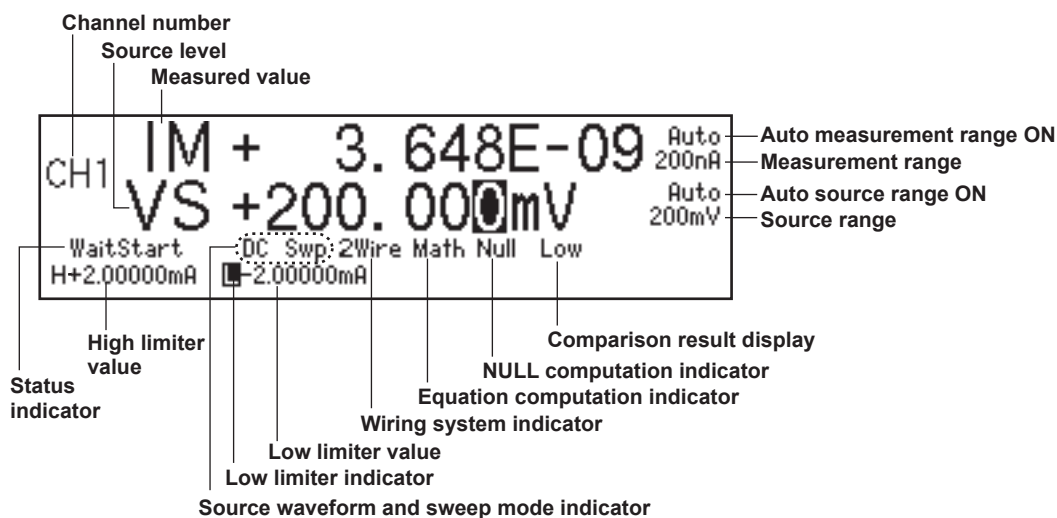 Channel number
Source level
Measured value
CH1
IM + 3.648E-09
Auto
200nA
VS +200.000mV
Auto
200mV
WaitStart DC Swp 2Wire Math Null Low
H+2.00000mA L-2.00000mA
Auto measurement range ON
Measurement range
Auto source range ON
Source range
High limiter
value
Status
indicator
Comparison result display
NULL computation indicator
Equation computation indicator
Wiring system indicator
Low limiter value
Low limiter indicator
Source waveform and sweep mode indicator